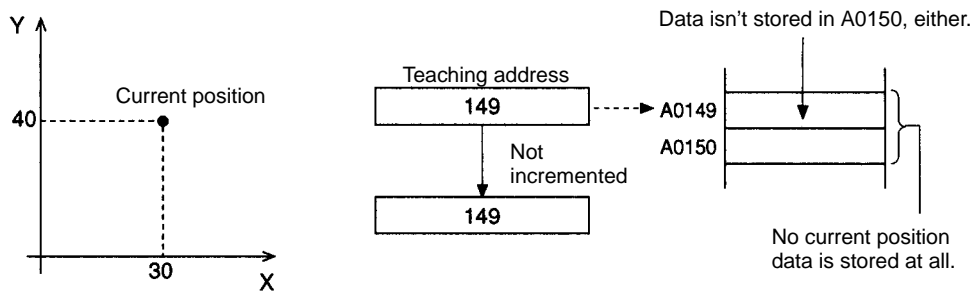 Y
40
Current position
30
X
Teaching address
149
Not
incremented
149
Data isn't stored in A0150, either.
A0149
A0150
No current position
data is stored at all.